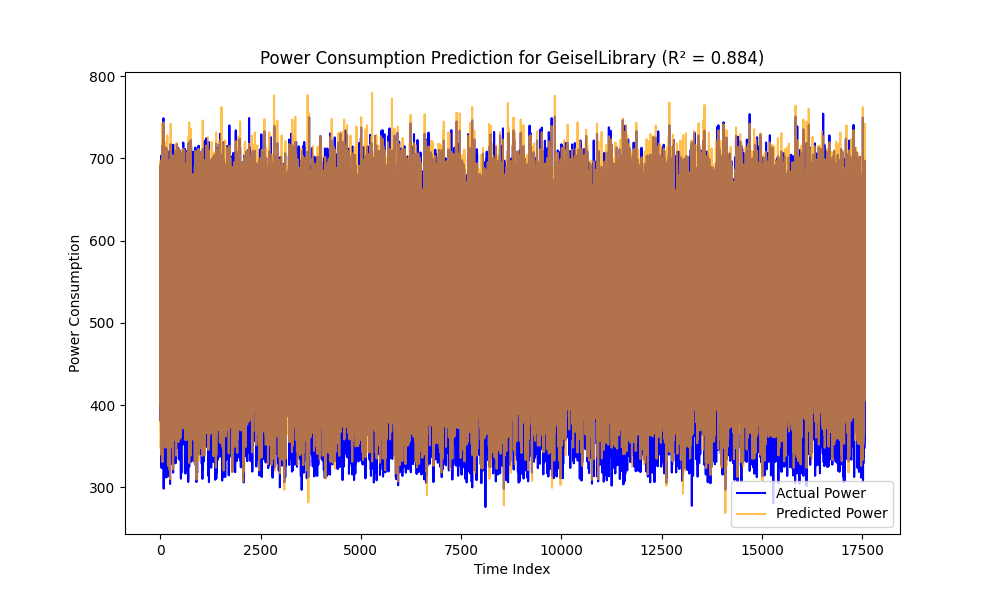 Power Consumption Prediction for GeiselLibrary (R² = 0.884)
800
700
600
500
400
300
Power Consumption
0
2500
5000
7500
10000
12500
15000
17500
Time Index
Actual Power
Predicted Power